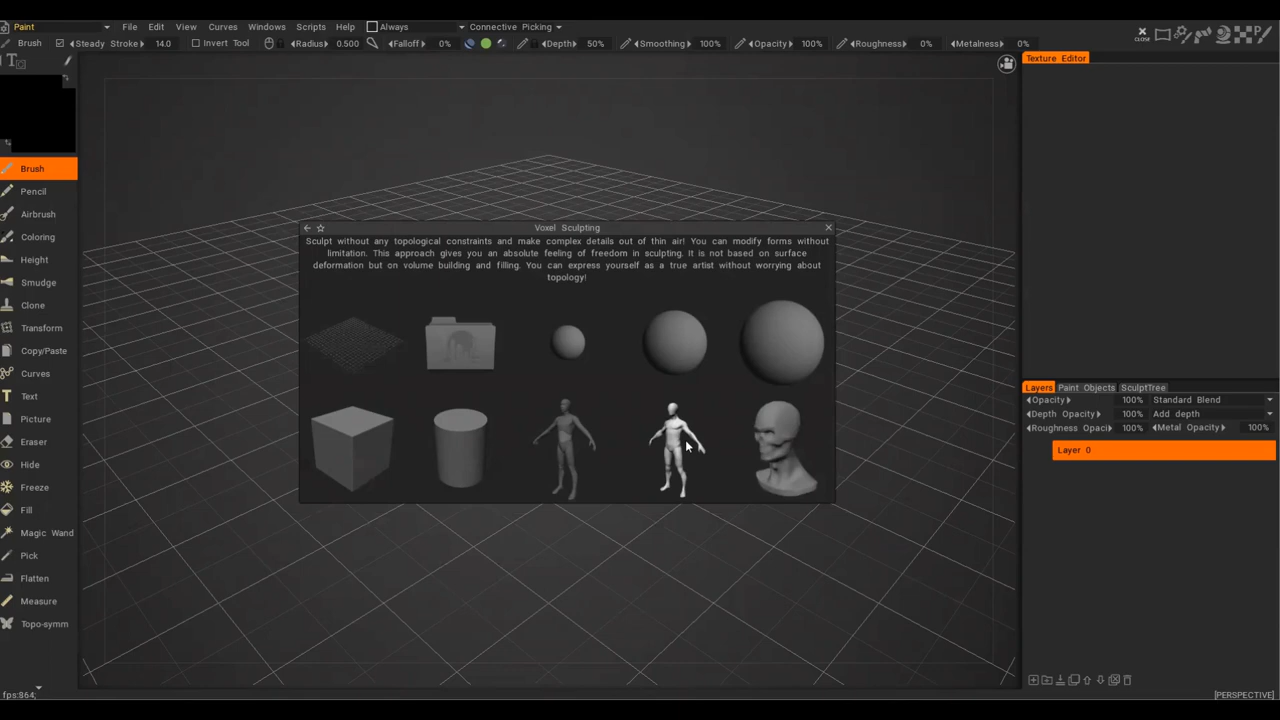 Paint File Edit View Curves Windows Scripts Help Always Connective Picking
Brush Steady Stroke 14.0 Invert Tool Radius 0.500 Falloff 0% Depth 50% Smoothing 100% Opacity 100% Roughness 0% Metalness 0%
CLOSE
Texture Editor
Brush
Pencil
Airbrush
Coloring
Height
Smudge
Clone
Transform
Copy/Paste
Curves
Text
Picture
Eraser
Hide
Freeze
Fill
Magic Wand
Pick
Flatten
Measure
Topo-symm
Voxel Sculpting
Sculpt without any topological constraints and make complex details out of thin air! You can modify forms without
limitation. This approach gives you an absolute feeling of freedom in sculpting. It is not based on surface
deformation but on volume building and filling. You can express yourself as a true artist without worrying about
topology!
Layers Paint Objects SculptTree
Opacity 100% Standard Blend
Depth Opacity 100% Add depth
Roughness Opaci 100% Metal Opacity 100%
Layer 0
fps:864;
[PERSPECTIVE]